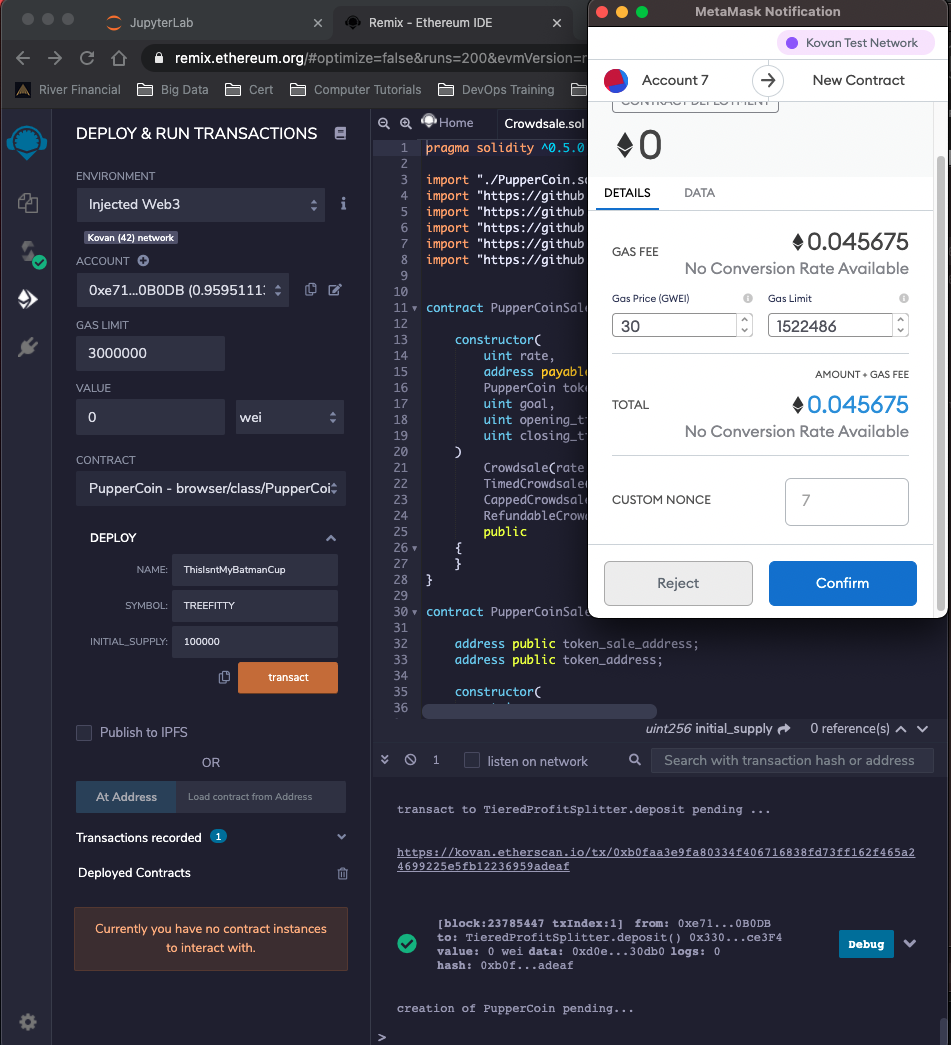 JupyterLab
Remix - Ethereum IDE
remix.ethereum.org/#optimize=false&runs=200&evmVersion=
River Financial
Big Data
Cert
Computer Tutorials
DevOps Training
DEPLOY & RUN TRANSACTIONS
ENVIRONMENT
Injected Web3
i
Kovan (42) network
ACCOUNT
0xe71...0B0DB (0.95951113
GAS LIMIT
3000000
VALUE
0
wei
CONTRACT
PupperCoin - browser/class/PupperCoi
DEPLOY
NAME:
ThisIsntMyBatmanCup
SYMBOL:
TREEFITTY
INITIAL_SUPPLY:
100000
transact
Publish to IPFS
OR
At Address
Load contract from Address
Transactions recorded 1
Deployed Contracts
Currently you have no contract instances
to interact with.
Home
Crowdsale.sol
1 pragma solidity ^0.5.0
2
3 import "./PupperCoin.so
4 import "https://github
5 import "https://github
6 import "https://github
7 import "https://github
8 import "https://github
9
10
11 contract PupperCoinSale
12
13 constructor(
14 uint rate,
15 address payable
16 PupperCoin toke
17 uint goal,
18 uint opening_ti
19 uint closing_ti
20 )
21 Crowdsale(rate
22 TimedCrowdsale(
23 CappedCrowdsale
24 RefundableCrowd
25 public
26 {
27 }
28 }
29
30 contract PupperCoinSale
31
32 address public token_sale_address;
33 address public token_address;
34
35 constructor(
36
uint256 initial_supply
0 reference(s)
1
listen on network
Search with transaction hash or address
transact to TieredProfitSplitter.deposit pending ...
https://kovan.etherscan.io/tx/0xb0faa3e9fa80334f406716838fd73ff162f465a2
4699225e5fb12236959adeaf
[block:23785447 txIndex:1] from: 0xe71...0B0DB
to: TieredProfitSplitter.deposit() 0x330...ce3F4
value: 0 wei data: 0xd0e...30db0 logs: 0
hash: 0xb0f...adeaf
Debug
creation of PupperCoin pending...
>
MetaMask Notification
Kovan Test Network
Account 7
New Contract
CONTRACT DEPLOYMENT
0
DETAILS
DATA
GAS FEE
0.045675
No Conversion Rate Available
Gas Price (GWEI)
Gas Limit
30
1522486
AMOUNT + GAS FEE
TOTAL
0.045675
No Conversion Rate Available
CUSTOM NONCE
7
Reject
Confirm